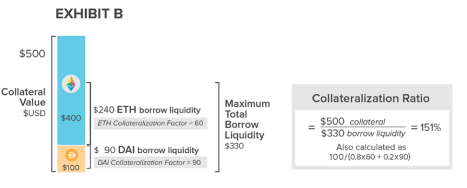 EXHIBIT B
$500
Collateral
Value
$USD
$400
$100
$240 ETH borrow liquidity
ETH Collateralization Factor = 60
$ 90 DAI borrow liquidity
DAI Collateralization Factor = 90
Maximum
Total
Borrow
Liquidity
$330
Collateralization Ratio
= $500 collateral
$330 borrow liquidity = 151%
Also calculated as
100/(0.8x60 + 0.2x90)